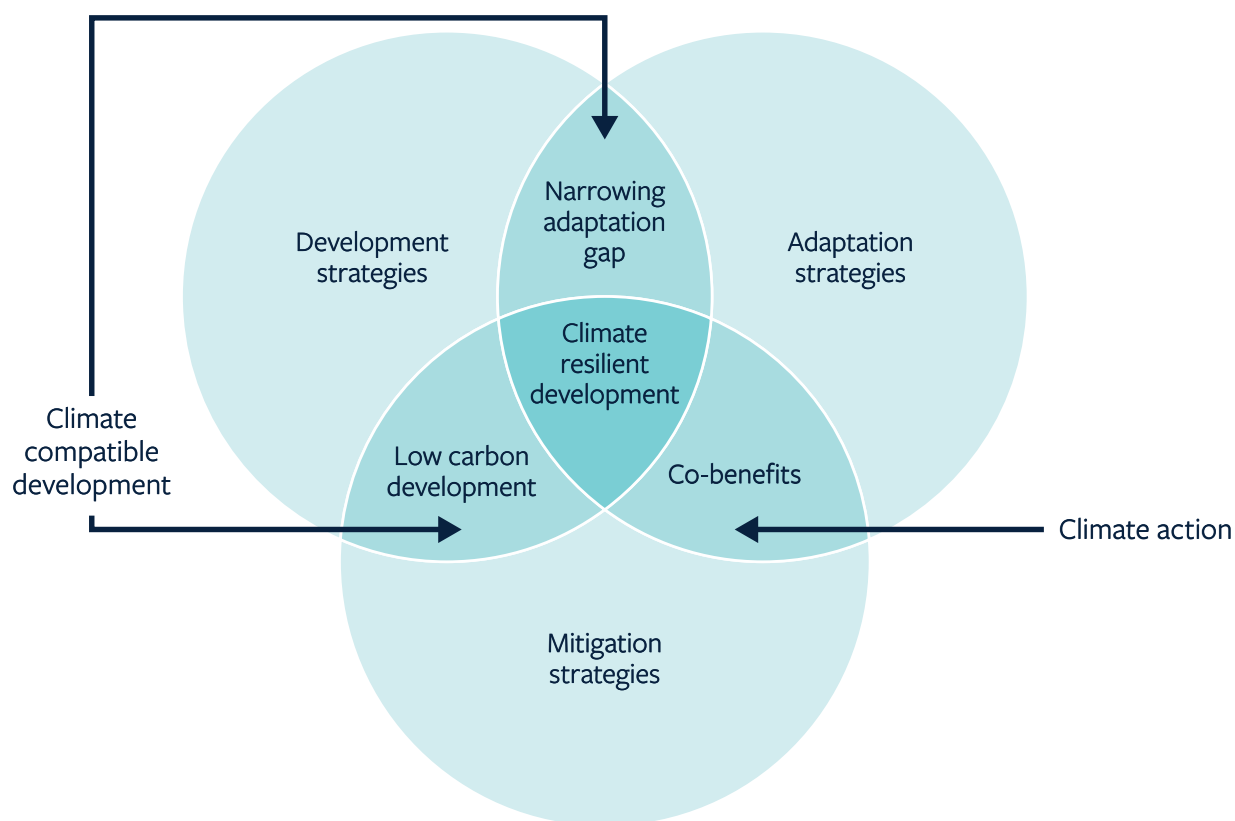 Narrowing
adaptation
gap
Development
strategies
Adaptation
strategies
Climate
resilient
development
Climate
compatible
development
Low carbon
development
Co-benefits
Climate action
Mitigation
strategies